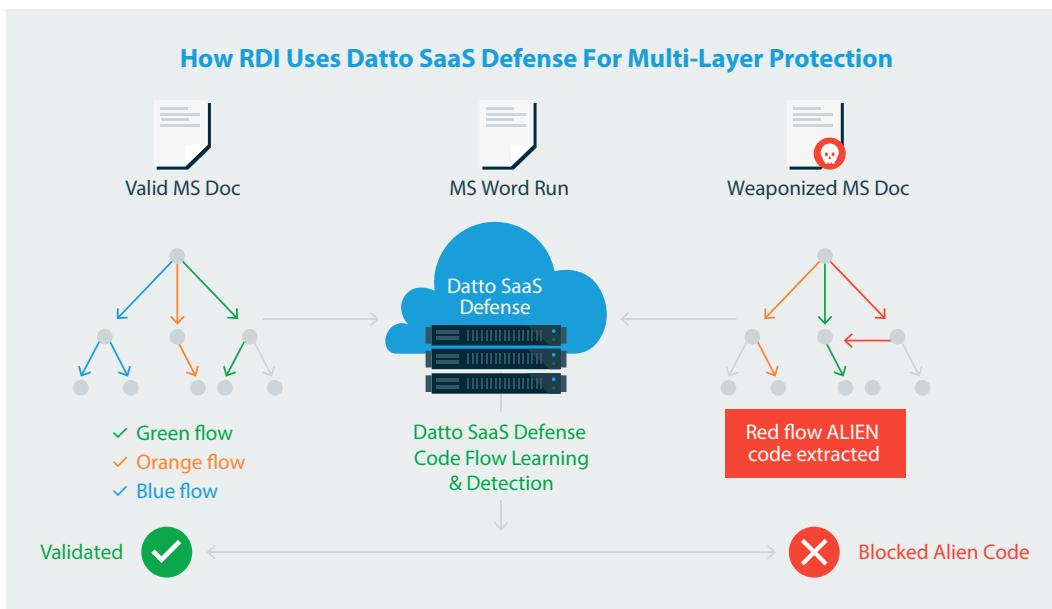 How RDI Uses Datto SaaS Defense For Multi-Layer Protection
Valid MS Doc
MS Word Run
Weaponized MS Doc
Datto SaaS
Defense
Green flow
Orange flow
Blue flow
Datto SaaS Defense
Code Flow Learning
& Detection
Red flow ALIEN
code extracted
Validated
Blocked Alien Code